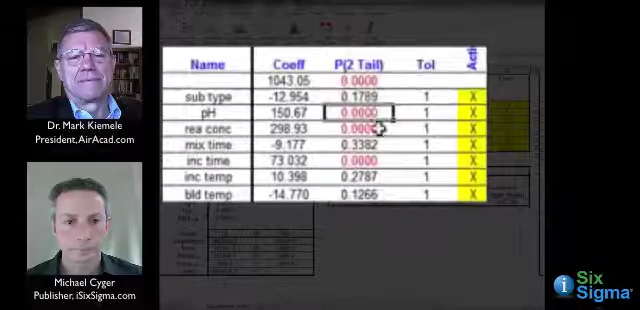 Dr. Mark Kiemele
President, AirAcad.com
Michael Cyger
Publisher, iSixSigma.com
Name Coeff P(2 Tail) Tol
1043.05 0.0000
sub type -12.954 0.1789 1 X
pH 150.67 0.0000 1 X
rea conc 298.93 0.0000 1 X
mix time -9.177 0.3382 1 X
inc time 73.032 0.0000 1 X
inc temp 10.398 0.2787 1 X
bld temp -14.770 0.1266 1 X
i Six
Sigma